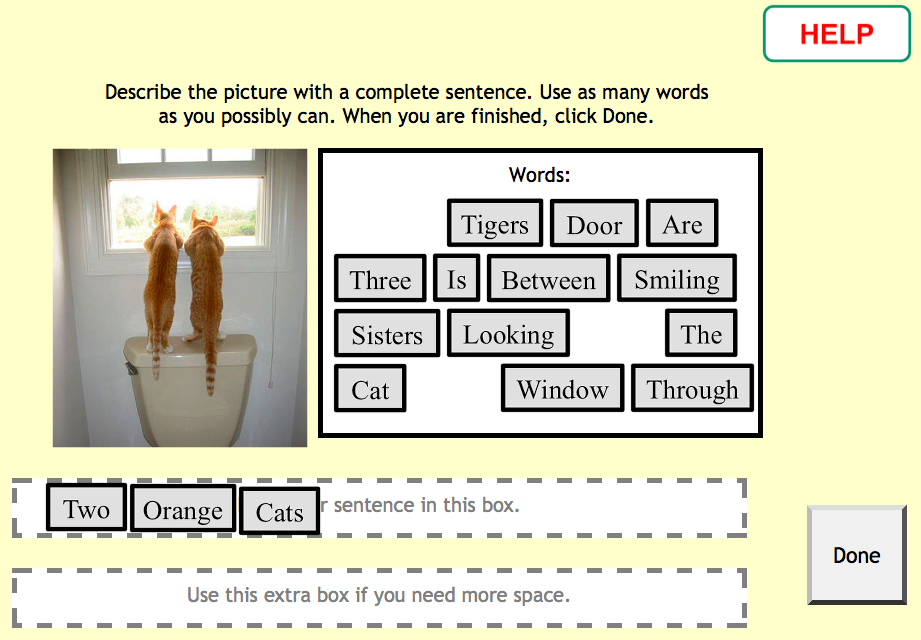 HELP
Describe the picture with a complete sentence. Use as many words
as you possibly can. When you are finished, click Done.
Words:
Tigers Door Are
Three Is Between Smiling
Sisters Looking The
Cat Window Through
Two Orange Cats sentence in this box.
Done
Use this extra box if you need more space.